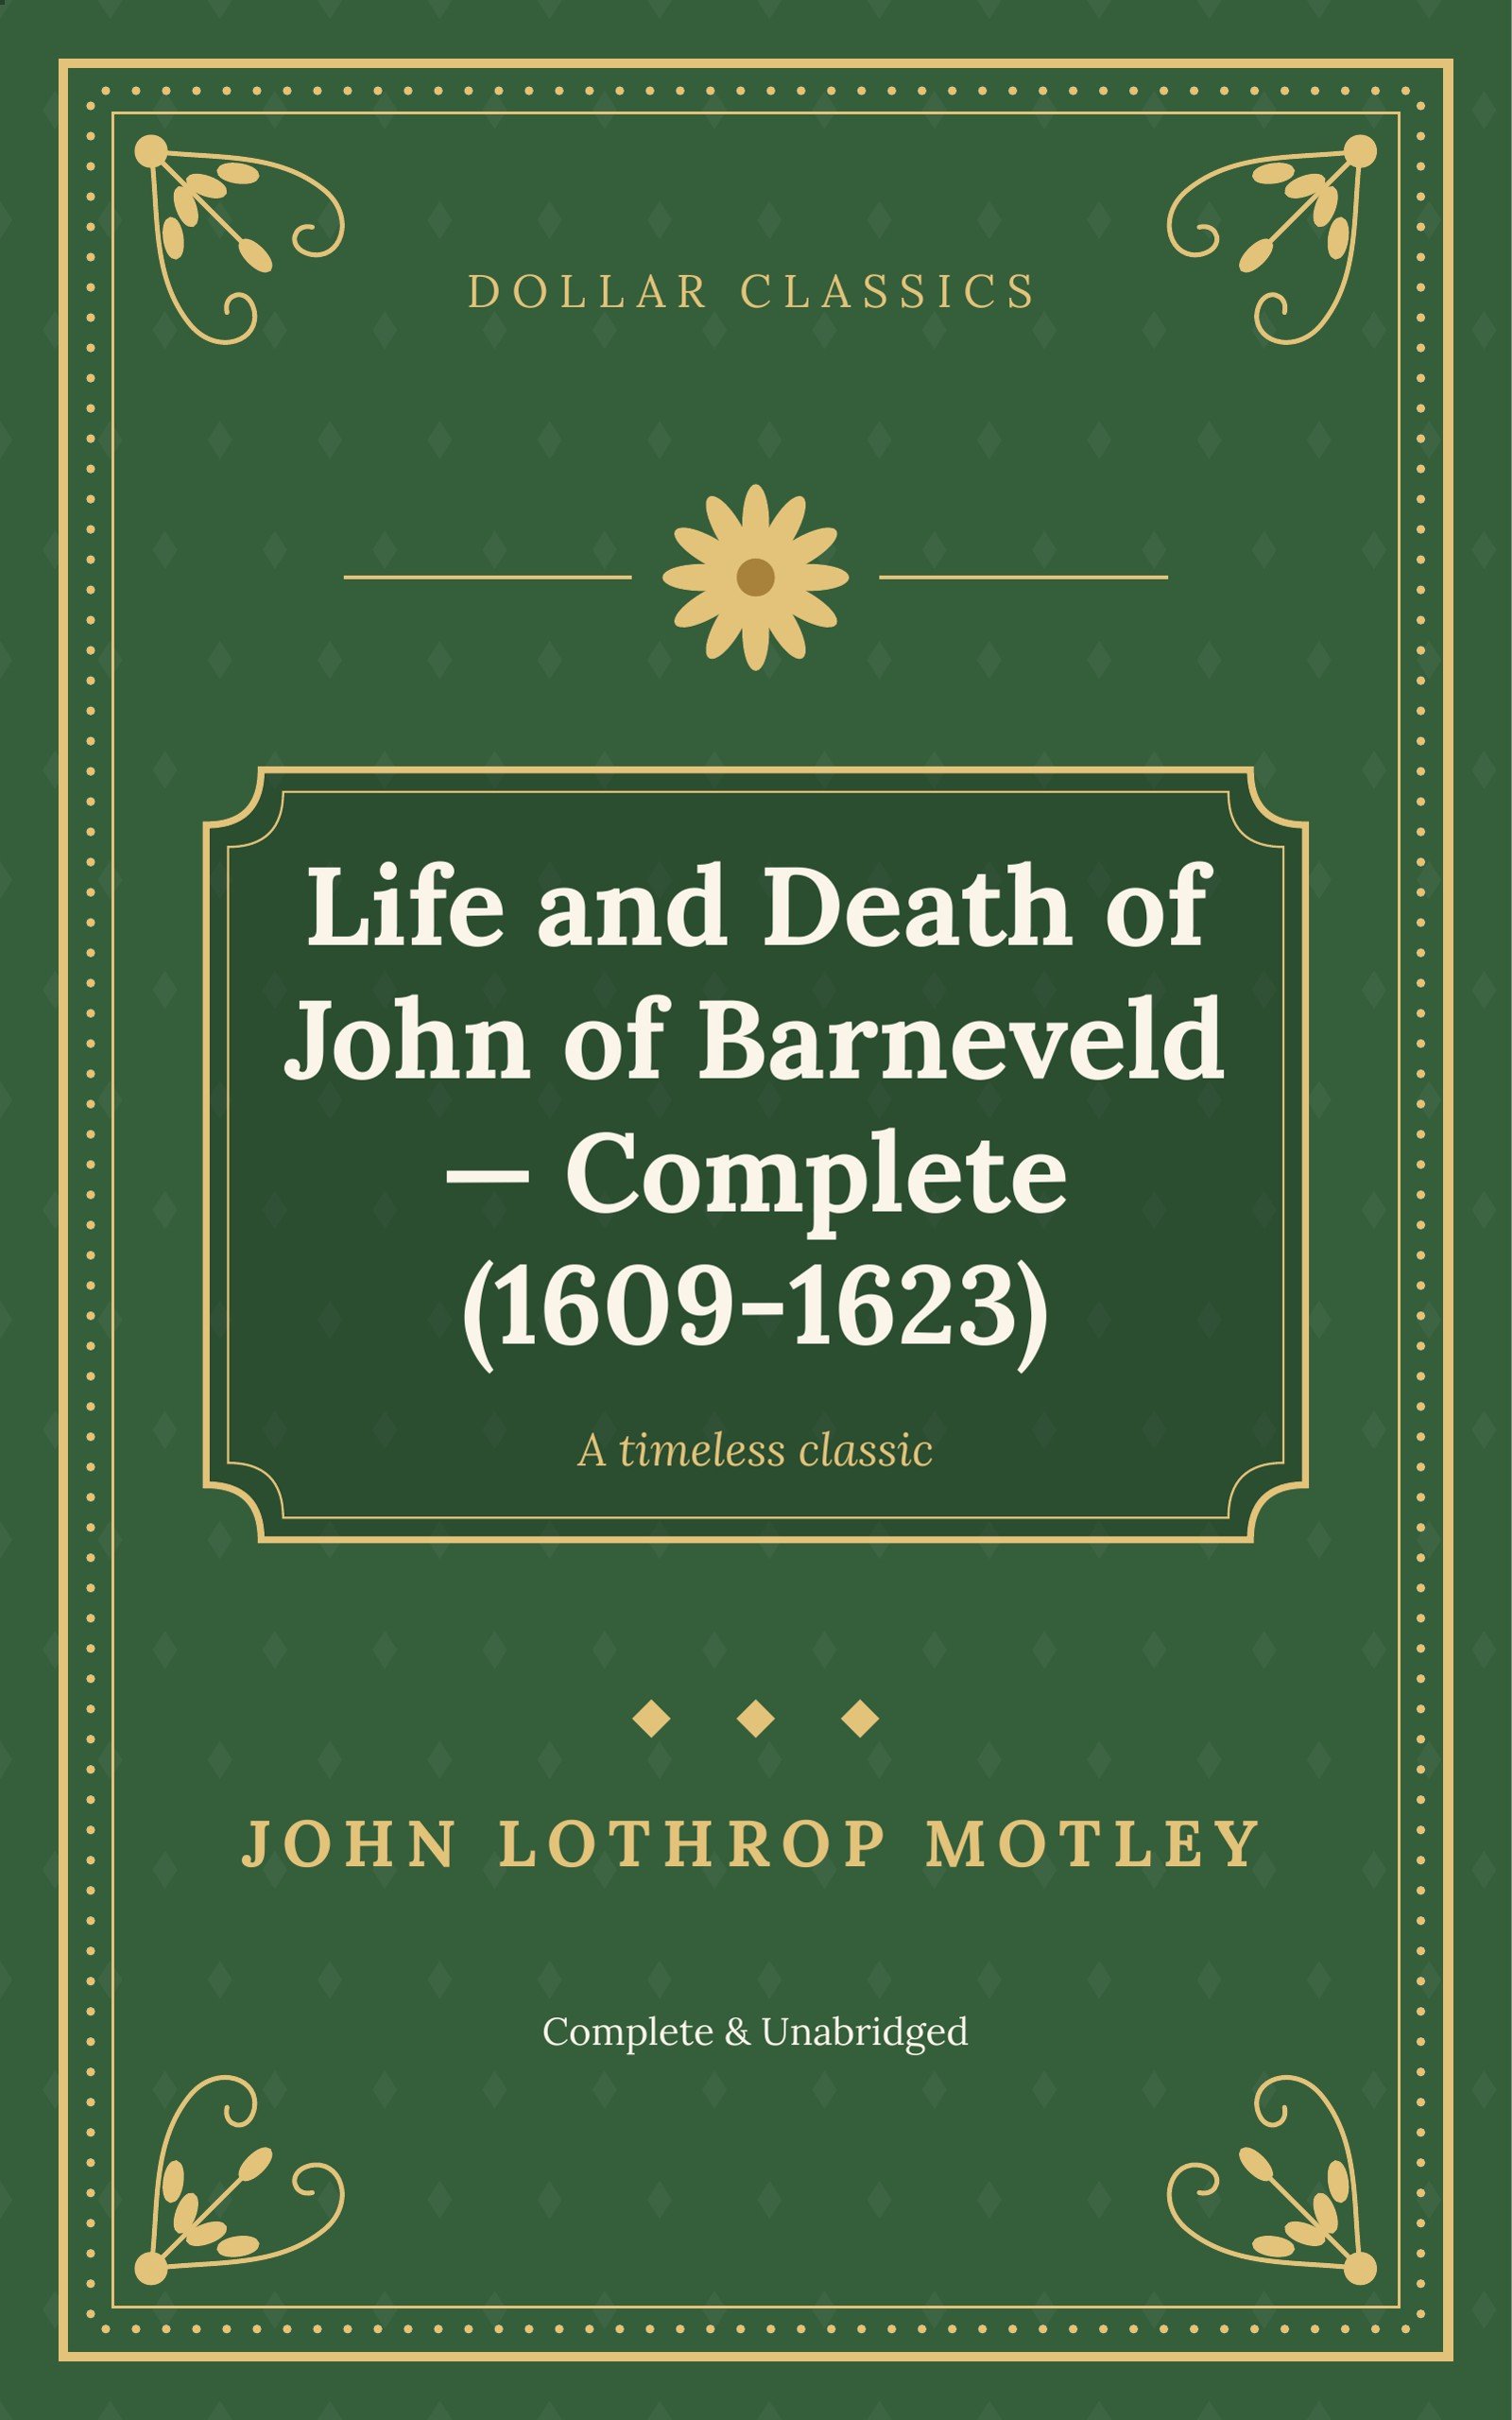 DOLLAR CLASSICS
Life and Death of
John of Barneveld
— Complete
(1609–1623)
A timeless classic
JOHN LOTHROP MOTLEY
Complete & Unabridged